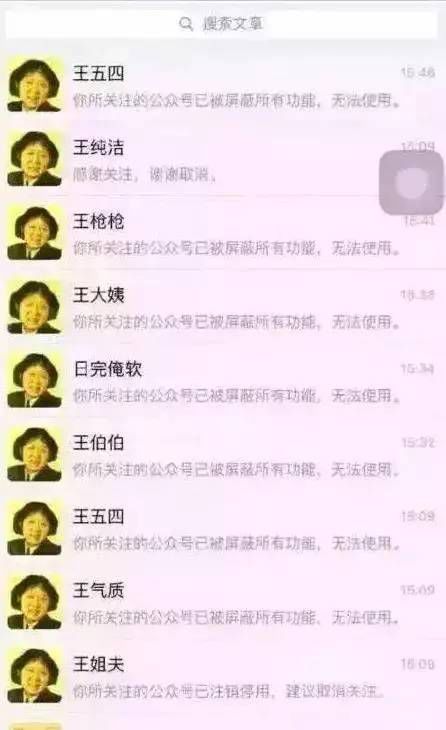 搜索文章
王五四 15:46
你所关注的公众号已被屏蔽所有功能，无法使用。
王纯洁 15:09
感谢关注，谢谢取消。
王枪枪 15:41
你所关注的公众号已被屏蔽所有功能，无法使用。
王大姨 15:38
你所关注的公众号已被屏蔽所有功能，无法使用。
日完俺软 15:34
你所关注的公众号已被屏蔽所有功能，无法使用。
王伯伯 15:32
你所关注的公众号已被屏蔽所有功能，无法使用。
王五四 15:09
你所关注的公众号已被屏蔽所有功能，无法使用。
王气质 15:09
你所关注的公众号已被屏蔽所有功能，无法使用。
王姐夫 15:09
你所关注的公众号已注销停用，建议取消关注。